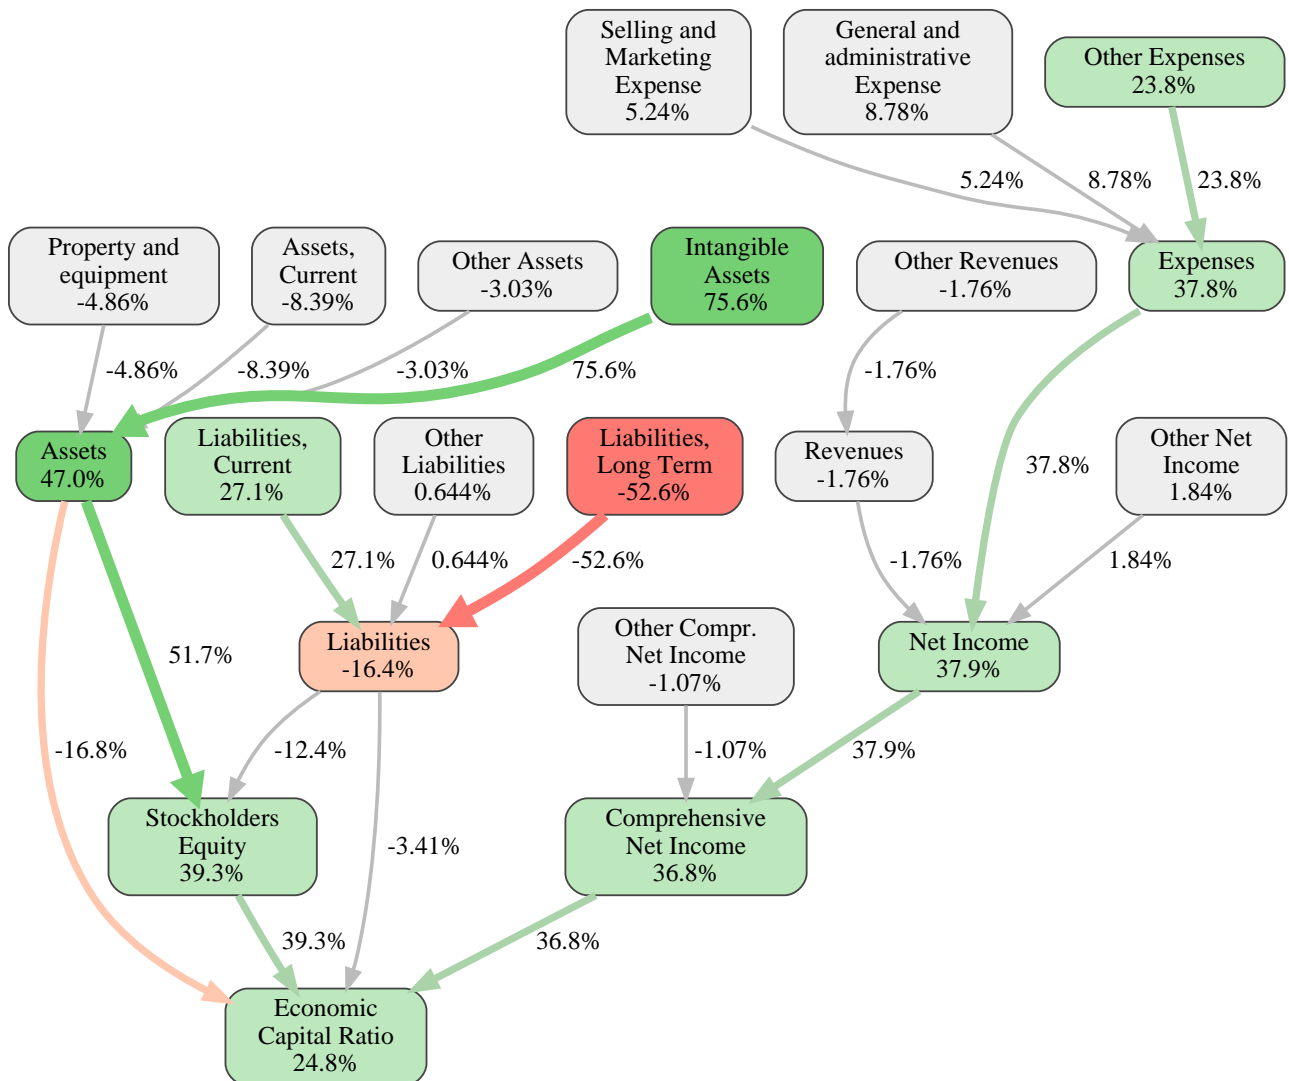 Selling and
Marketing
Expense
5.24%
General and
administrative
Expense
8.78%
Other Expenses
23.8%
5.24%
8.78%
23.8%
Property and
equipment
-4.86%
Assets,
Current
-8.39%
Other Assets
-3.03%
Intangible
Assets
75.6%
Other Revenues
-1.76%
Expenses
37.8%
-4.86%
-8.39%
-3.03%
75.6%
-1.76%
Assets
47.0%
Liabilities,
Current
27.1%
Other
Liabilities
0.644%
Liabilities,
Long Term
-52.6%
Revenues
-1.76%
37.8%
Other Net
Income
1.84%
27.1%
0.644%
-52.6%
-1.76%
1.84%
51.7%
Liabilities
-16.4%
Other Compr.
Net Income
-1.07%
Net Income
37.9%
-16.8%
-12.4%
-1.07%
37.9%
Stockholders
Equity
39.3%
-3.41%
Comprehensive
Net Income
36.8%
39.3%
36.8%
Economic
Capital Ratio
24.8%